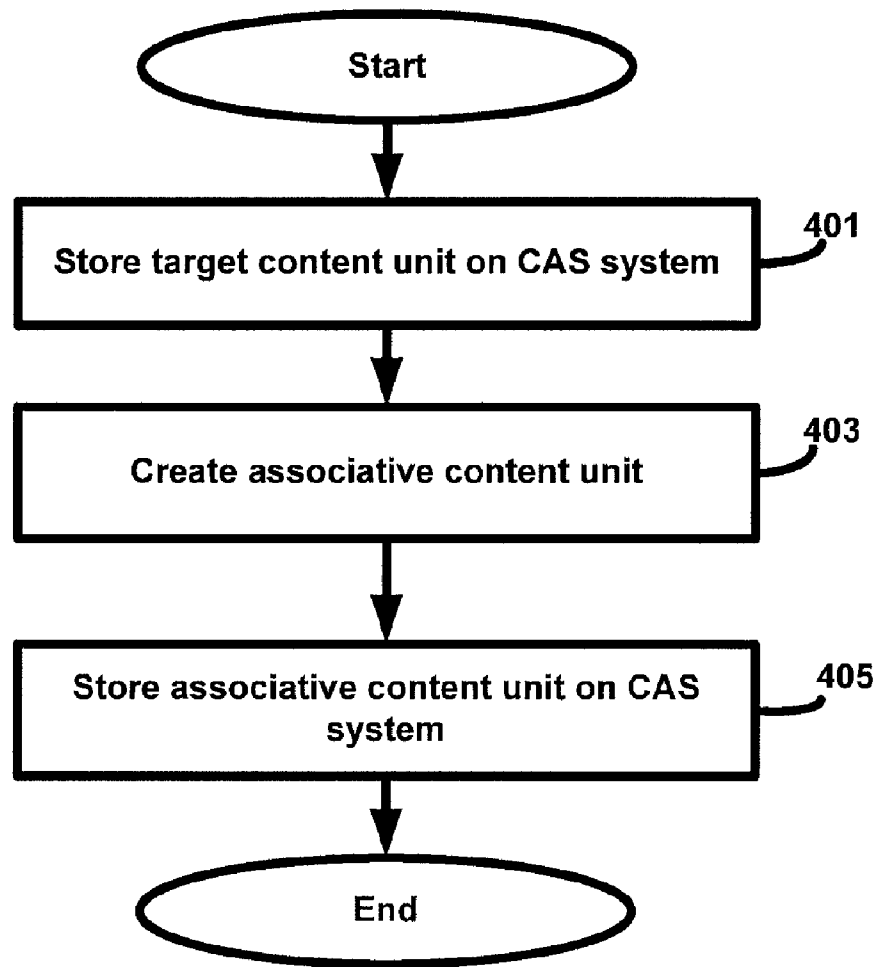 Start
Store target content unit on CAS system
401
Create associative content unit
403
Store associative content unit on CAS
system
405
End